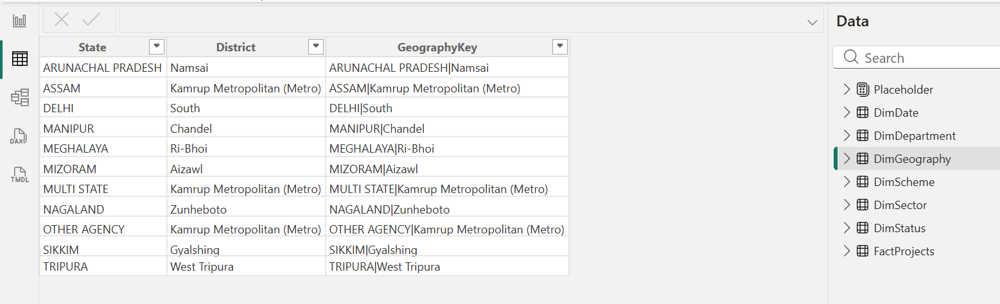 Data
State District GeographyKey
Search
ARUNACHAL PRADESH Namsai ARUNACHAL PRADESH|Namsai
ASSAM Kamrup Metropolitan (Metro) ASSAM|Kamrup Metropolitan (Metro)
DELHI South DELHI|South
MANIPUR Chandel MANIPUR|Chandel
MEGHALAYA Ri-Bhoi MEGHALAYA|Ri-Bhoi
MIZORAM Aizawl MIZORAM|Aizawl
MULTI STATE Kamrup Metropolitan (Metro) MULTI STATE|Kamrup Metropolitan (Metro)
NAGALAND Zunheboto NAGALAND|Zunheboto
OTHER AGENCY Kamrup Metropolitan (Metro) OTHER AGENCY|Kamrup Metropolitan (Metro)
SIKKIM Gyalshing SIKKIM|Gyalshing
TRIPURA West Tripura TRIPURA|West Tripura
DAX
TMDL
Placeholder
DimDate
DimDepartment
DimGeography
DimScheme
DimSector
DimStatus
FactProjects